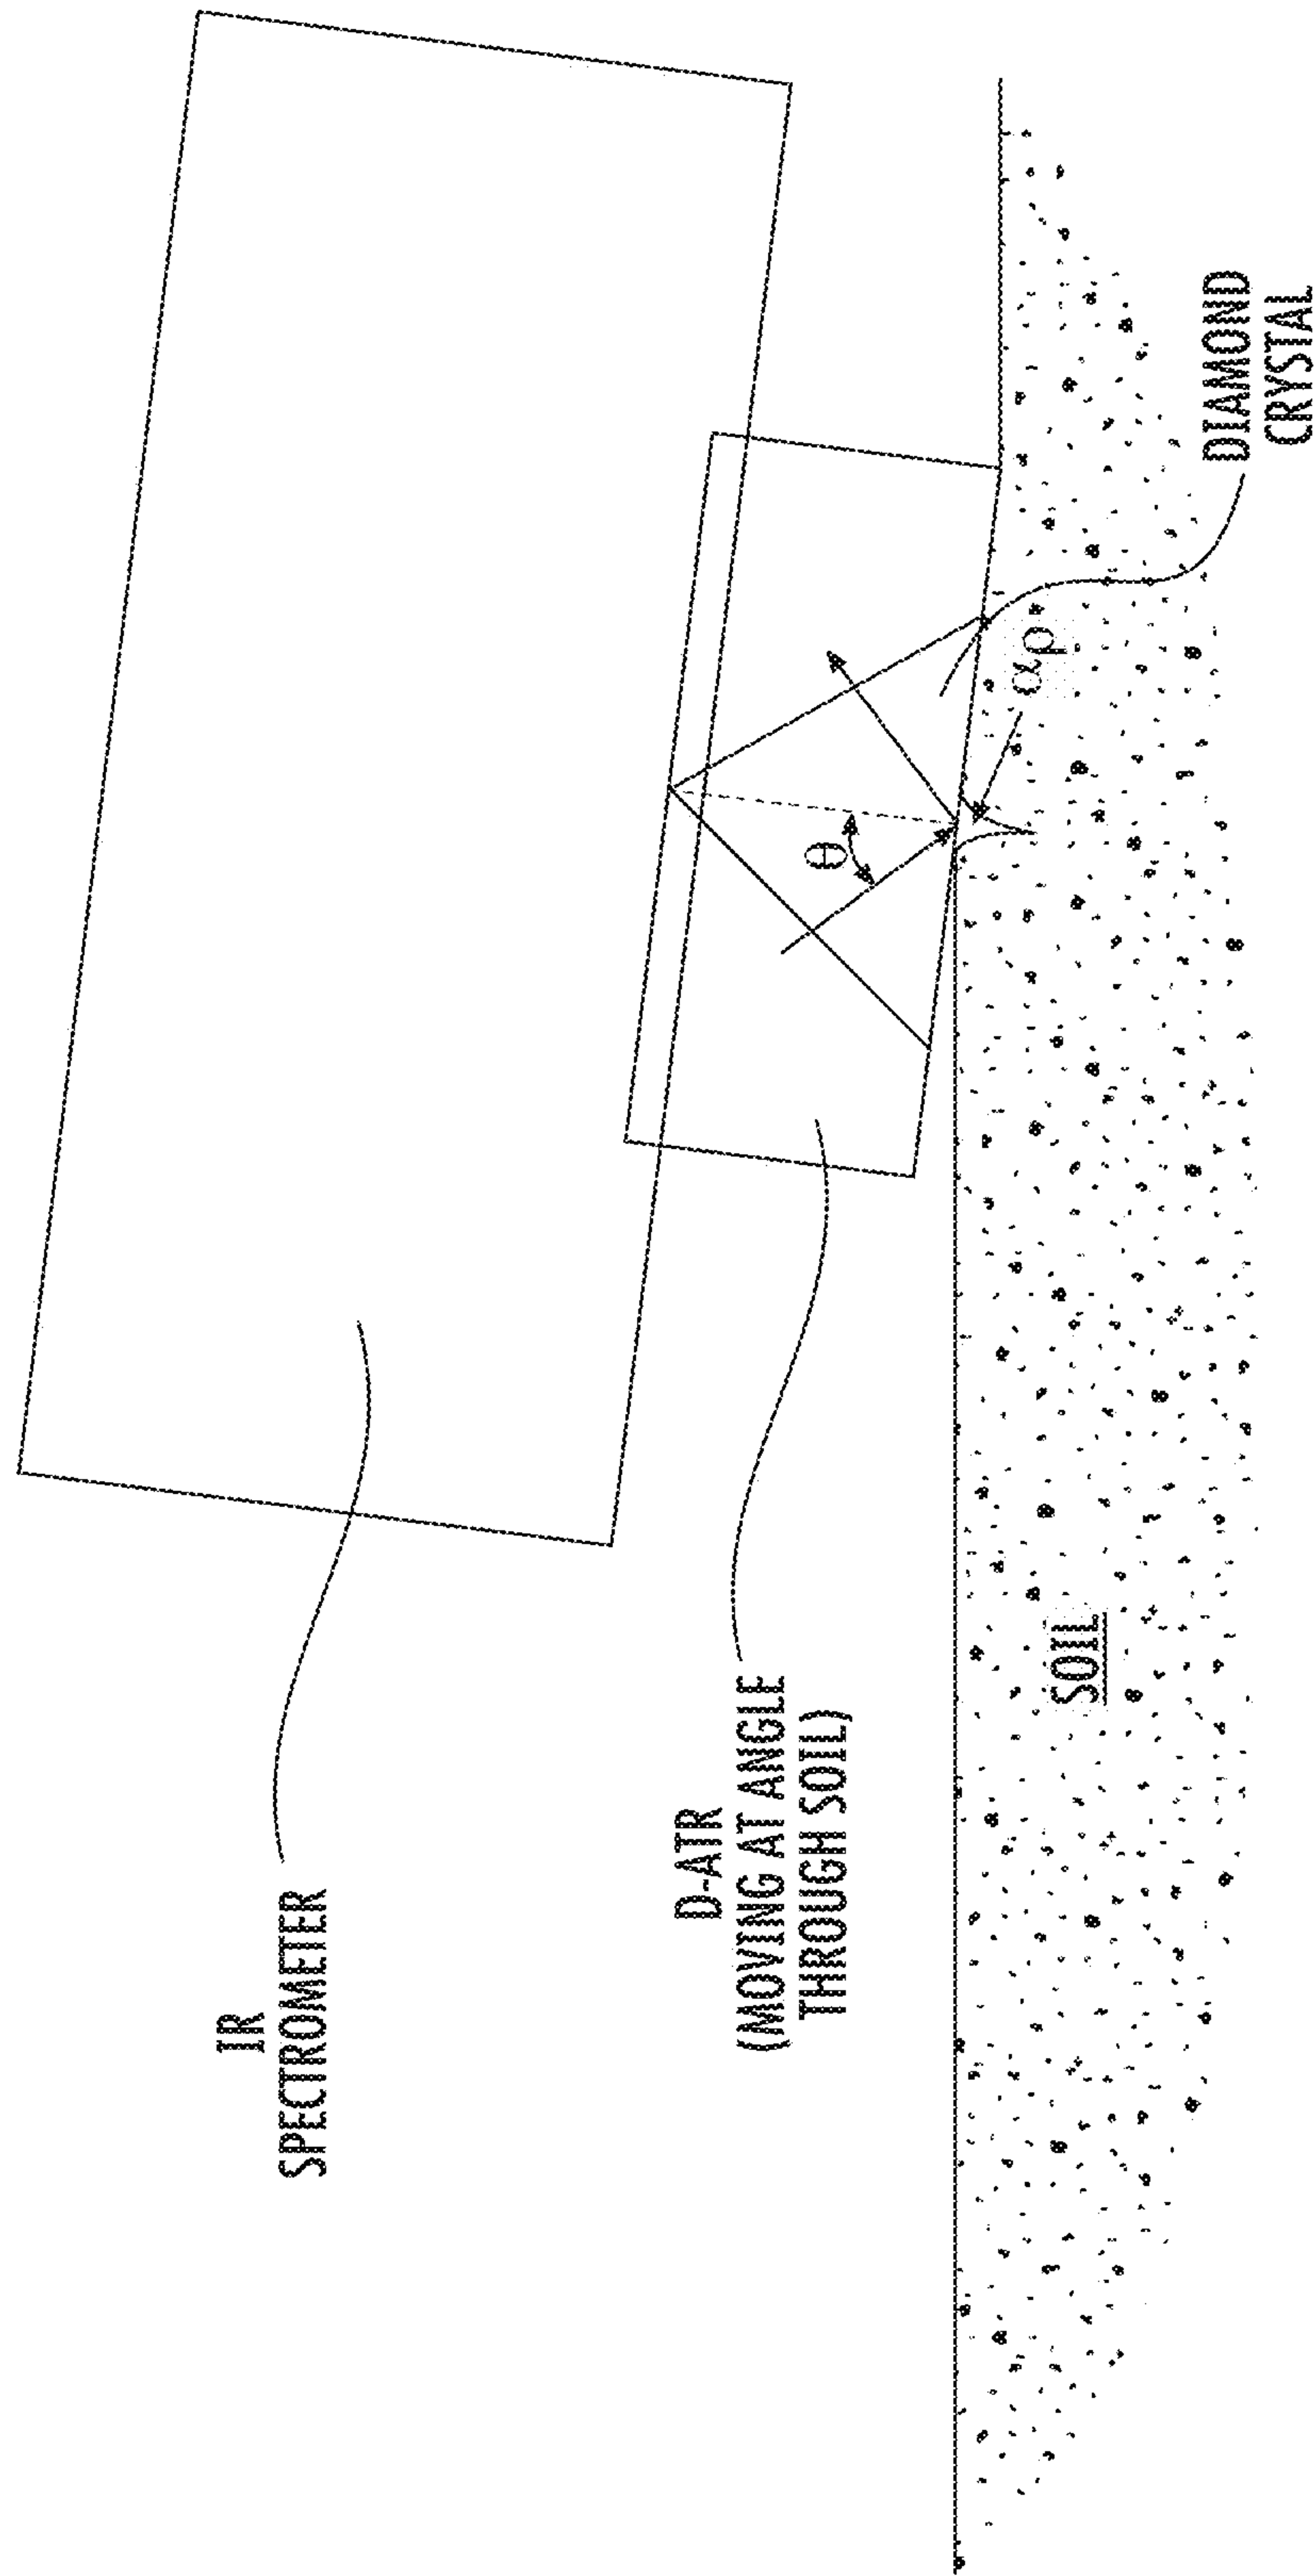 IR
SPECTROMETER
D-ATR
(MOVING AT ANGLE
THROUGH SOIL)
SOIL
θ
αρ
DIAMOND
CRYSTAL